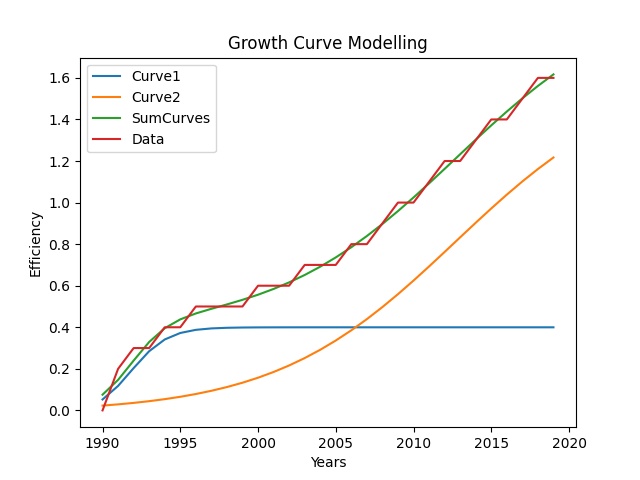 Growth Curve Modelling
Curve1
Curve2
SumCurves
Data
Efficiency
1.6
1.4
1.2
1.0
0.8
0.6
0.4
0.2
0.0
1990 1995 2000 2005 2010 2015 2020
Years